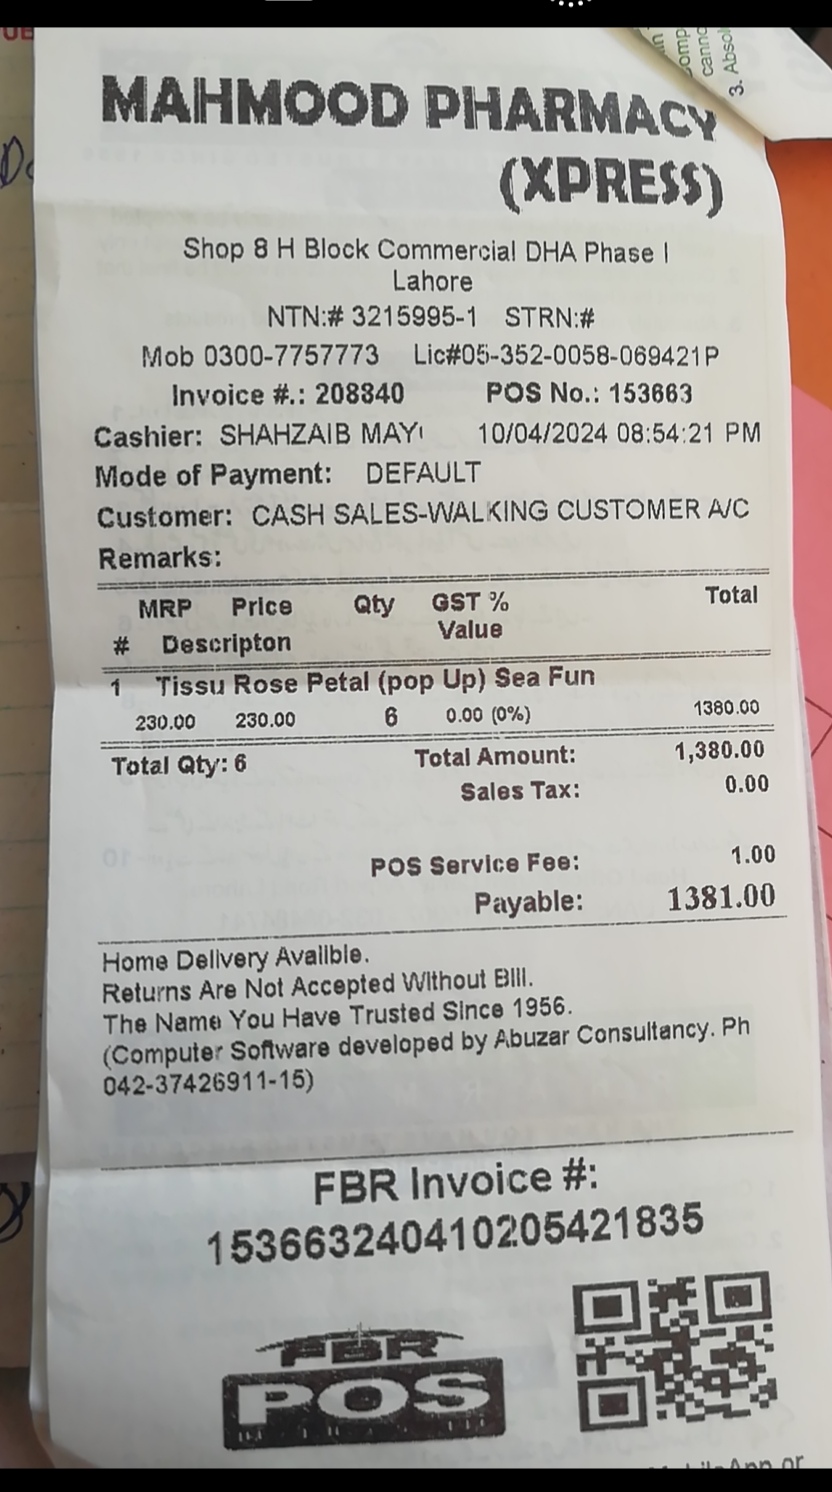 omp
canno
3. Absol
MAHMOOD PHARMACY
(XPRESS)
Shop 8 H Block Commercial DHA Phase I
Lahore
NTN:# 3215995-1 STRN:#
Mob 0300-7757773 Lic#05-352-0058-069421P
Invoice #.: 208840 POS No.: 153663
Cashier: SHAHZAIB MAY 10/04/2024 08:54:21 PM
Mode of Payment: DEFAULT
Customer: CASH SALES-WALKING CUSTOMER A/C
Remarks:
MRP Price Qty GST % Total
Value
# Descripton
1 Tissu Rose Petal (pop Up) Sea Fun
230.00 230.00 6 0.00 (0%) 1380.00
Total Qty: 6 Total Amount: 1,380.00
Sales Tax: 0.00
POS Service Fee: 1.00
Payable: 1381.00
Home Delivery Availble.
Returns Are Not Accepted Without Bill.
The Name You Have Trusted Since 1956.
(Computer Software developed by Abuzar Consultancy. Ph
042-37426911-15)
FBR Invoice #:
153663240410205421835
FBR
POS